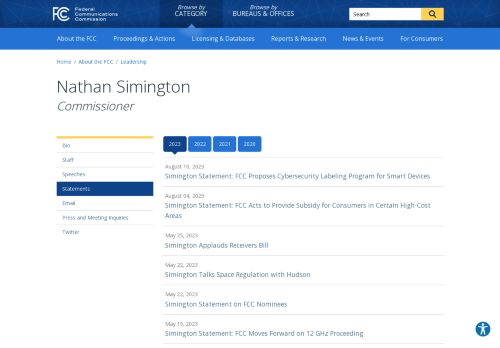 FCC Federal Communications Commission
Browse by CATEGORY
Browse by BUREAUS & OFFICES
Search
About the FCC
Proceedings & Actions
Licensing & Databases
Reports & Research
News & Events
For Consumers
Home / About the FCC / Leadership
Nathan Simington
Commissioner
Bio
Staff
Speeches
Statements
Email
Press and Meeting Inquiries
Twitter
2023
2022
2021
2020
August 10, 2023
Simington Statement: FCC Proposes Cybersecurity Labeling Program for Smart Devices
August 04, 2023
Simington Statement: FCC Acts to Provide Subsidy for Consumers in Certain High-Cost
Areas
May 25, 2023
Simington Applauds Receivers Bill
May 22, 2023
Simington Talks Space Regulation with Hudson
May 22, 2023
Simington Statement on FCC Nominees
May 19, 2023
Simington Statement: FCC Moves Forward on 12 GHz Proceeding